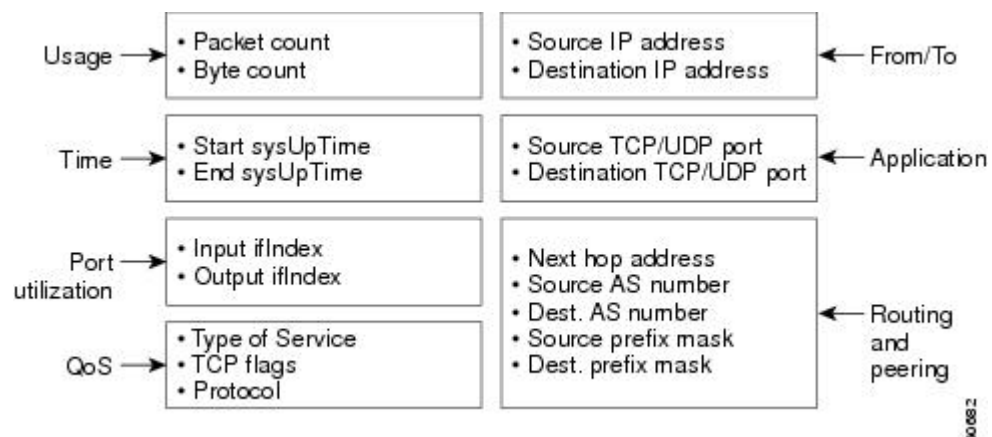 Usage
• Packet count
• Byte count
• Source IP address
• Destination IP address
From/To
Time
• Start sysUpTime
• End sysUpTime
• Source TCP/UDP port
• Destination TCP/UDP port
Application
Port
utilization
• Input ifIndex
• Output ifIndex
QoS
• Type of Service
• TCP flags
• Protocol
• Next hop address
• Source AS number
• Dest. AS number
• Source prefix mask
• Dest. prefix mask
Routing
and
peering